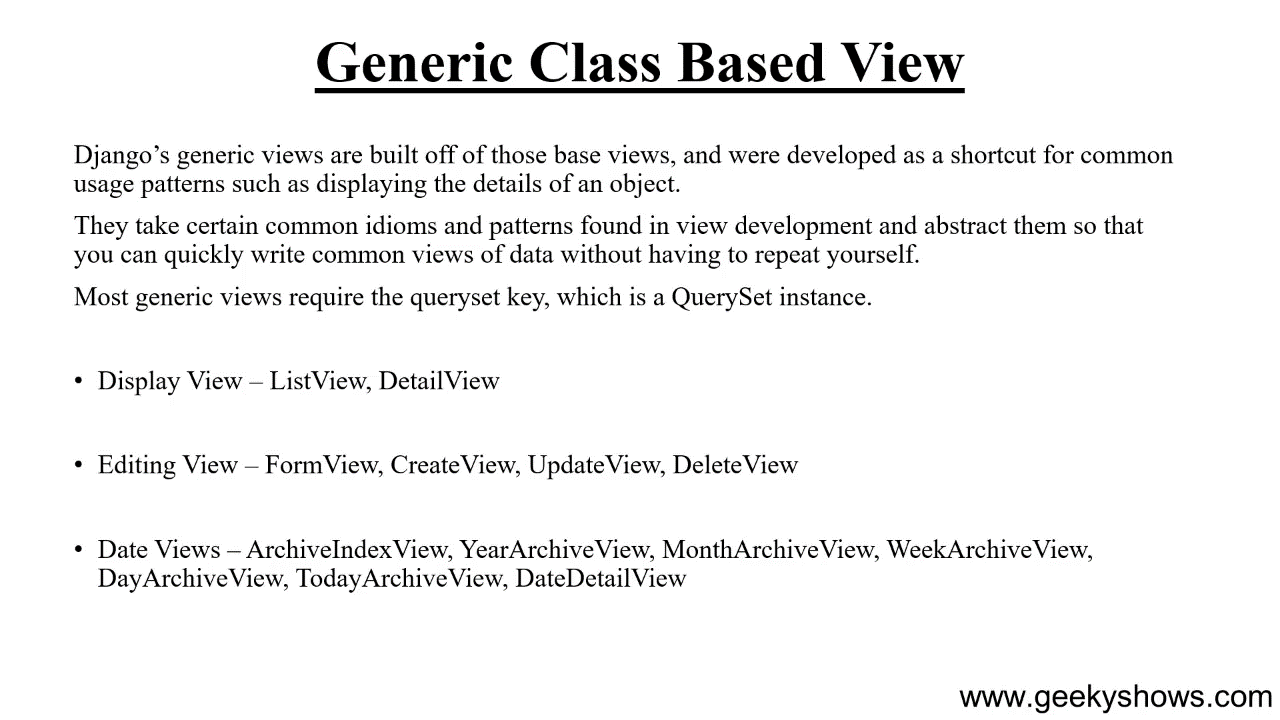 Generic Class Based View
Django’s generic views are built off of those base views, and were developed as a shortcut for common
usage patterns such as displaying the details of an object.
They take certain common idioms and patterns found in view development and abstract them so that
you can quickly write common views of data without having to repeat yourself.
Most generic views require the queryset key, which is a QuerySet instance.
• Display View – ListView, DetailView
• Editing View – FormView, CreateView, UpdateView, DeleteView
• Date Views – ArchiveIndexView, YearArchiveView, MonthArchiveView, WeekArchiveView,
DayArchiveView, TodayArchiveView, DateDetailView
www.geekyshows.com